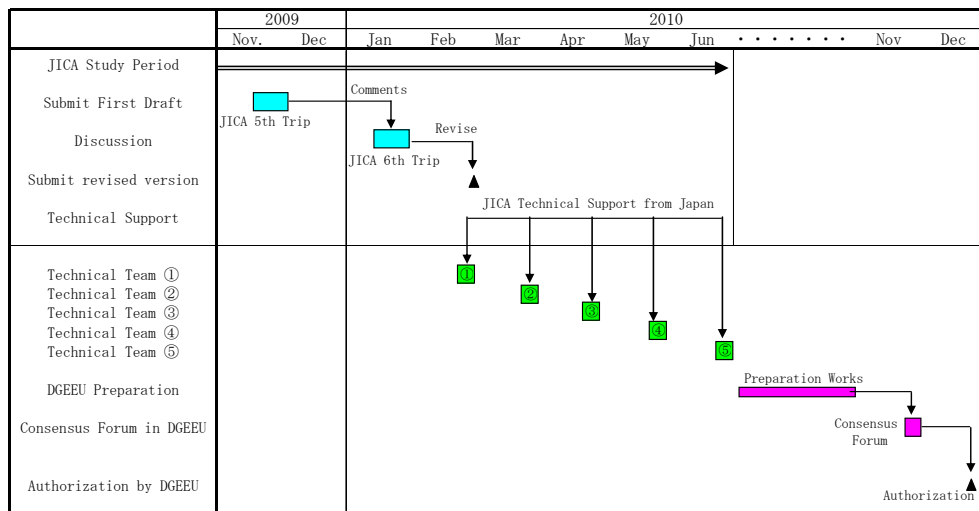 2009 2010
Nov. Dec Jan Feb Mar Apr May Jun ・・・・・・・ Nov Dec
JICA Study Period
Submit First Draft Comments
JICA 5th Trip
Discussion Revise
JICA 6th Trip
Submit revised version
JICA Technical Support from Japan
Technical Support
Technical Team ① ①
Technical Team ② ②
Technical Team ③ ③
Technical Team ④ ④
Technical Team ⑤ ⑤
Preparation Works
DGEEU Preparation
Consensus Forum in DGEEU Consensus
Forum
Authorization by DGEEU
Authorization